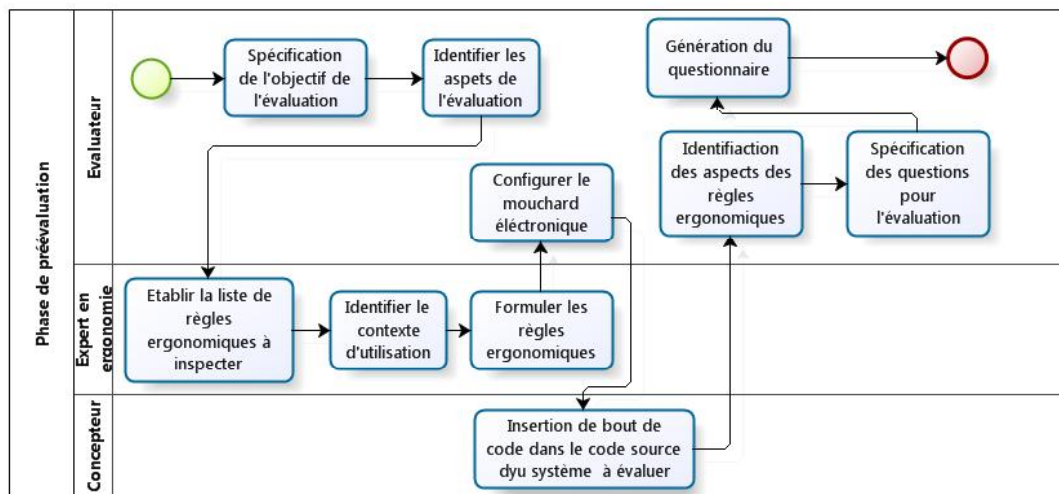 Phase de préévaluation
Evaluateur
Spécification
de l'objectif de
l'évaluation
Identifier les
aspets de
l'évaluation
Génération du
questionnaire
Configurer le
mouchard
éléctronique
Identifiaction
des aspects des
règles
ergonomiques
Spécification
des questions
pour
l'évaluation
Expert en
ergonomie
Etablir la liste de
règles
ergonomiques à
inspecter
Identifier le
contexte
d'utilisation
Formuler les
règles
ergonomiques
Concepteur
Insertion de bout de
code dans le code source
dyu système à évaluer